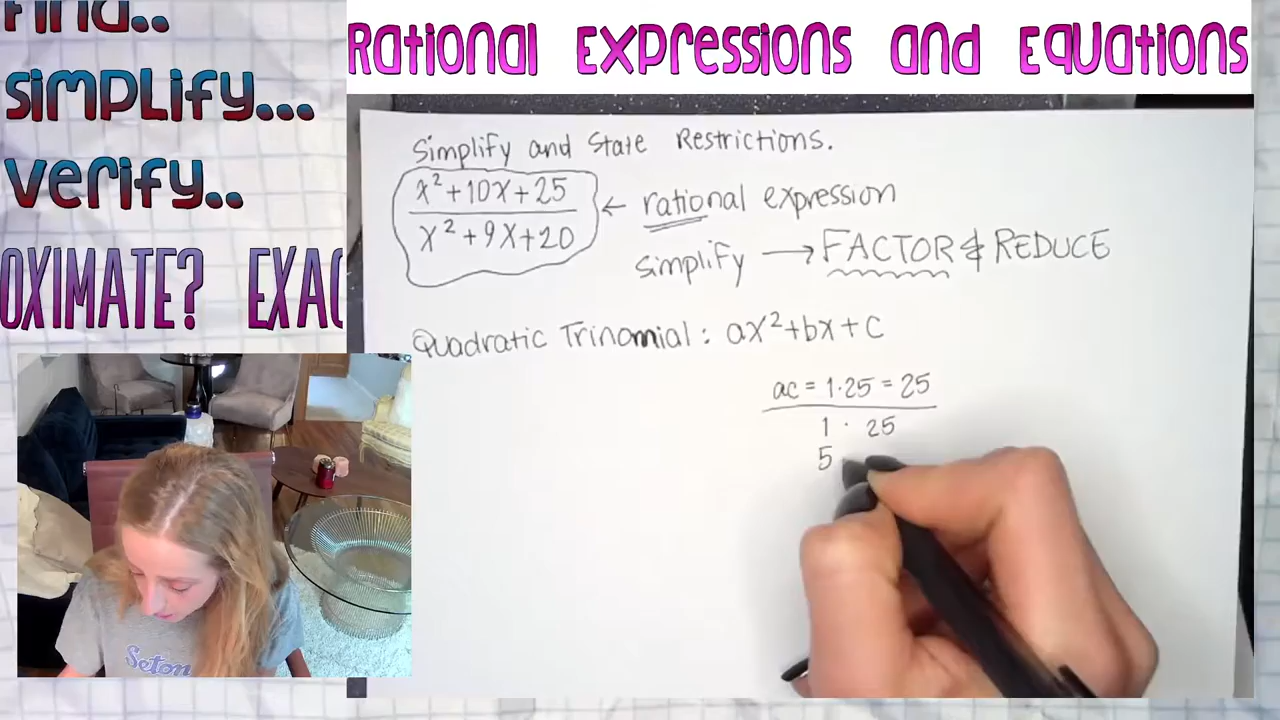 Rational Expressions and Equations
Find..
simplify...
verify..
OXIMATE? EXAC
Simplify and State Restrictions.
x²+10x+25
x²+9x+20
← rational expression
simplify → FACTOR & REDUCE
Quadratic Trinomial: ax²+bx+c
ac = 1·25 = 25
1 · 25
5
Seton